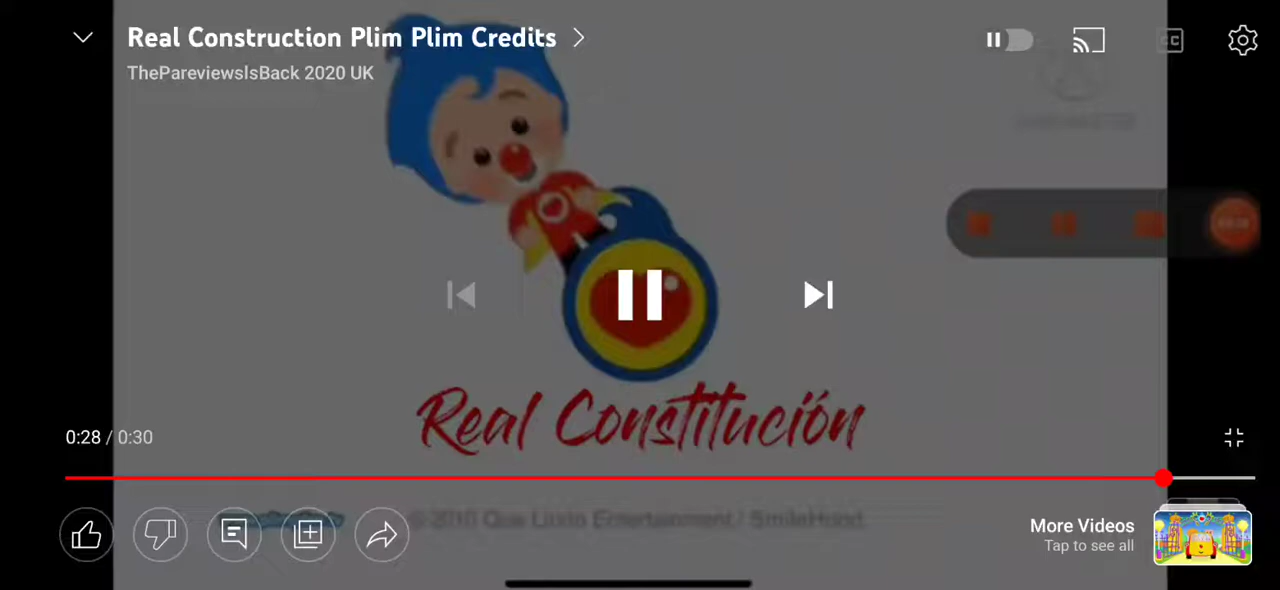 Real Construction Plim Plim Credits
ThePareviewsIsBack 2020 UK
CC
Real Constitución
0:28 / 0:30
More Videos
Tap to see all